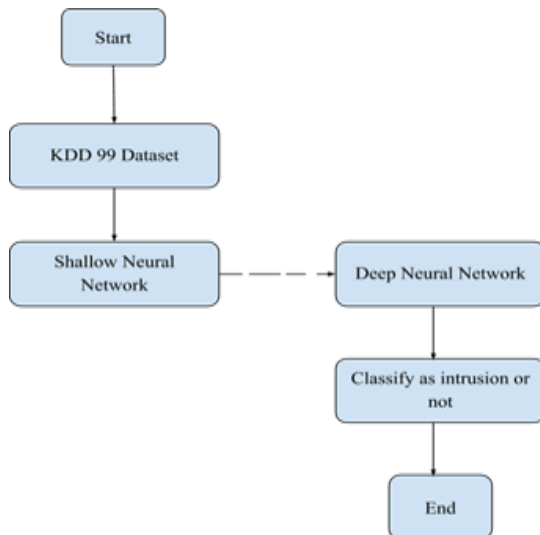 Start
KDD 99 Dataset
Shallow Neural
Network
Deep Neural Network
Classify as intrusion or
not
End